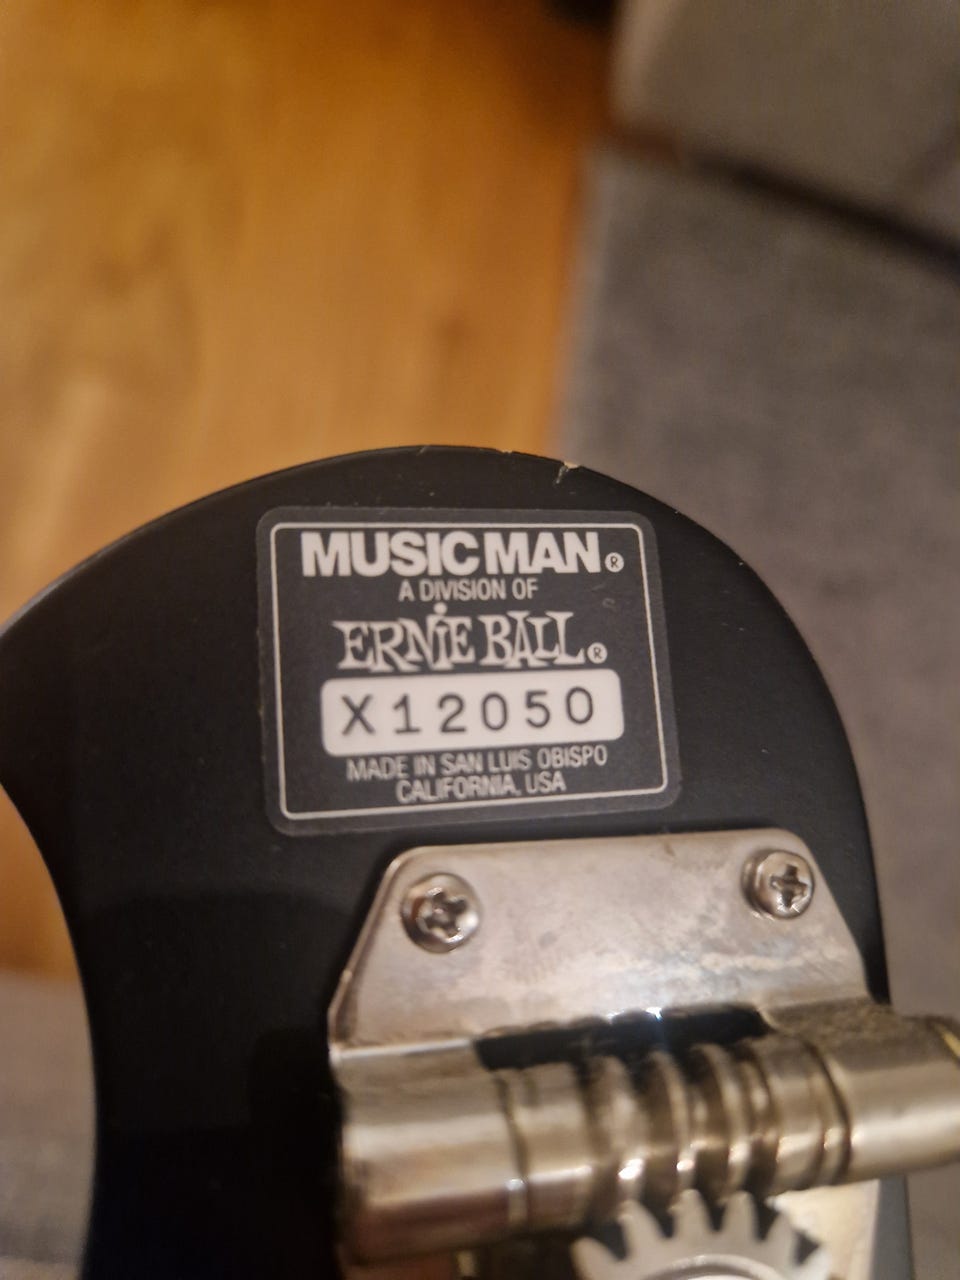 MUSIC MAN®
A DIVISION OF
ERNIE BALL®
X12050
MADE IN SAN LUIS OBISPO
CALIFORNIA, USA